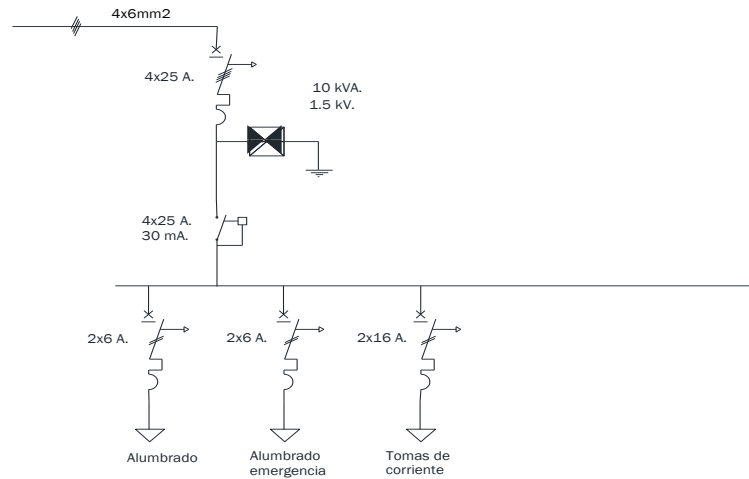 4x6mm2
4x25 A.
10 kVA.
1.5 kV.
4x25 A.
30 mA.
2x6 A.
2x6 A.
2x16 A.
Alumbrado
Alumbrado
emergencia
Tomas de
corriente